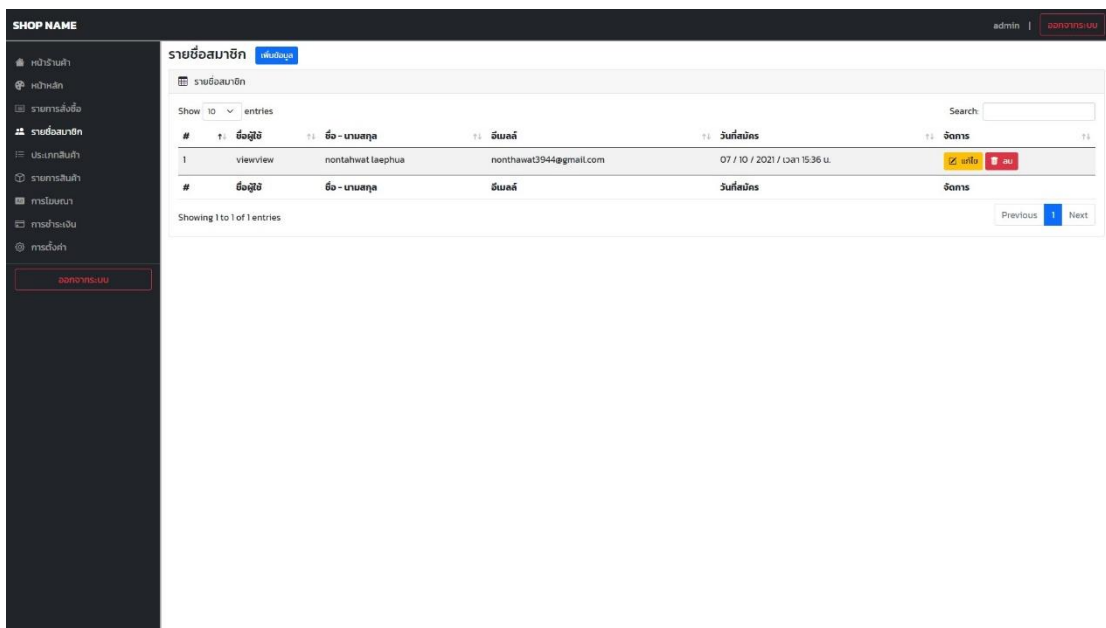 SHOP NAME
admin | ออกจากระบบ
หน้าร้านค้า
หน้าหลัก
รายการสั่งซื้อ
รายชื่อสมาชิก
ประเภทสินค้า
รายการสินค้า
การโฆษณา
การชำระเงิน
การตั้งค่า
ออกจากระบบ
รายชื่อสมาชิก เพิ่มข้อมูล
รายชื่อสมาชิก
Show 10 entries Search:
# ชื่อผู้ใช้ ชื่อ - นามสกุล อีเมลล์ วันที่สมัคร จัดการ
1 viewview nontahwat laephua nonthawat3944@gmail.com 07 / 10 / 2021 / เวลา 15:36 น. แก้ไข ลบ
# ชื่อผู้ใช้ ชื่อ - นามสกุล อีเมลล์ วันที่สมัคร จัดการ
Showing 1 to 1 of 1 entries Previous 1 Next